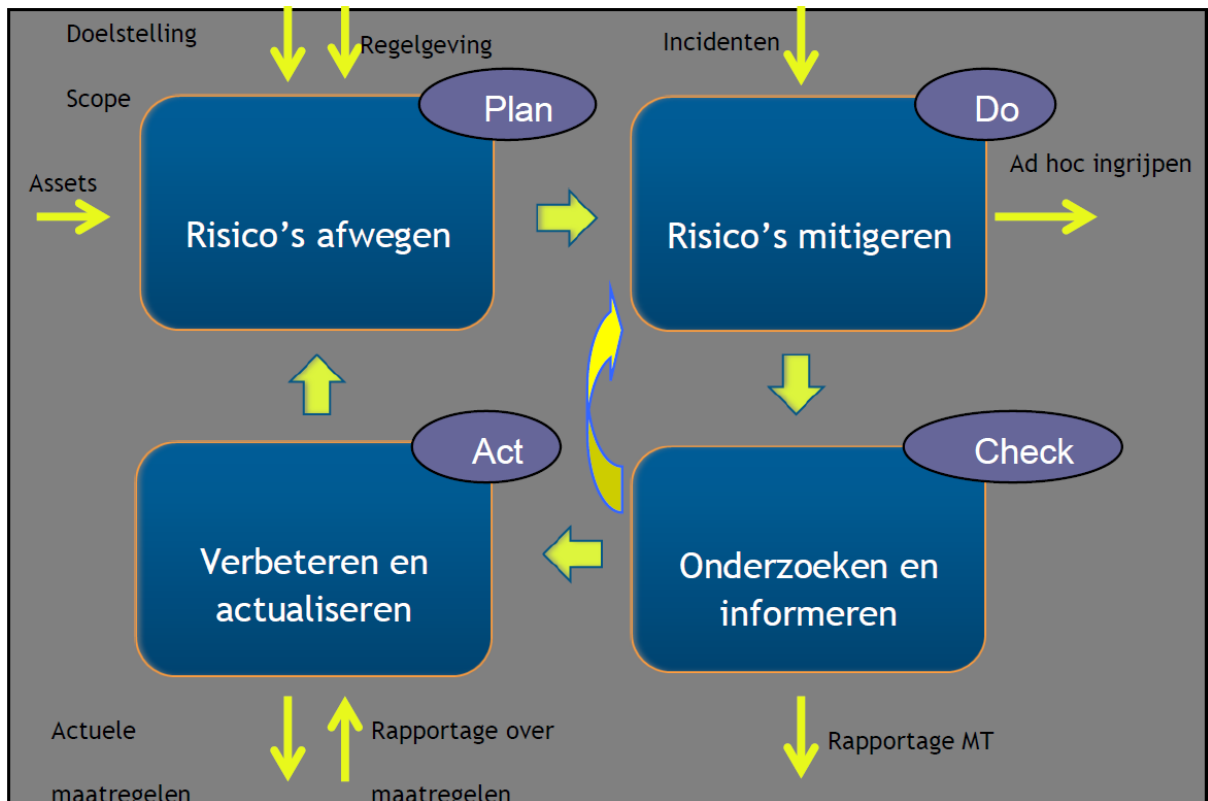 Doelstelling
Scope
Regelgeving
Incidenten
Assets
Plan
Risico's afwegen
Do
Risico's mitigeren
Ad hoc ingrijpen
Act
Verbeteren en
actualiseren
Check
Onderzoeken en
informeren
Actuele
maatregelen
Rapportage over
maatregelen
Rapportage MT